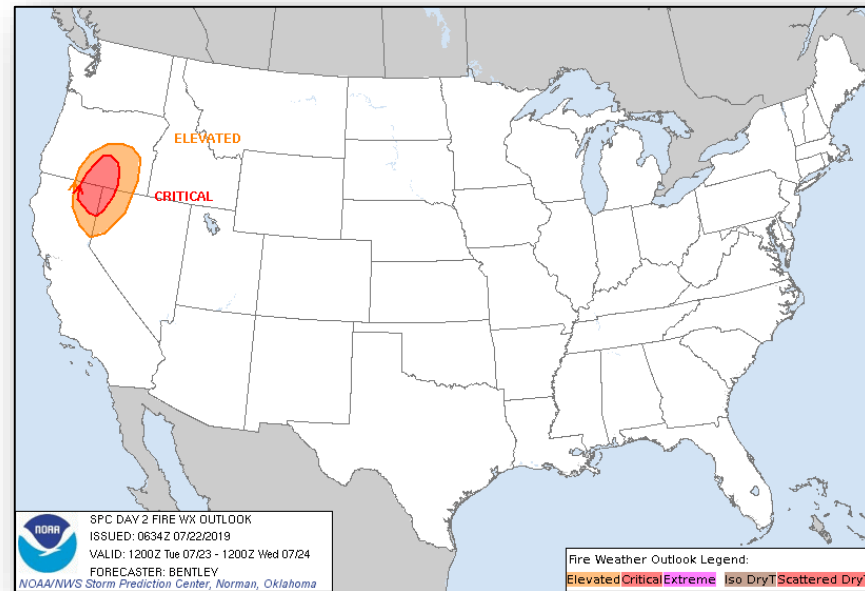 ELEVATED
CRITICAL
NOAA
SPC DAY 2 FIRE WX OUTLOOK
ISSUED: 0634Z 07/22/2019
VALID: 1200Z Tue 07/23 - 1200Z Wed 07/24
FORECASTER: BENTLEY
NOAA/NWS Storm Prediction Center, Norman, Oklahoma
Fire Weather Outlook Legend:
Elevated Critical Extreme Iso DryT Scattered DryT